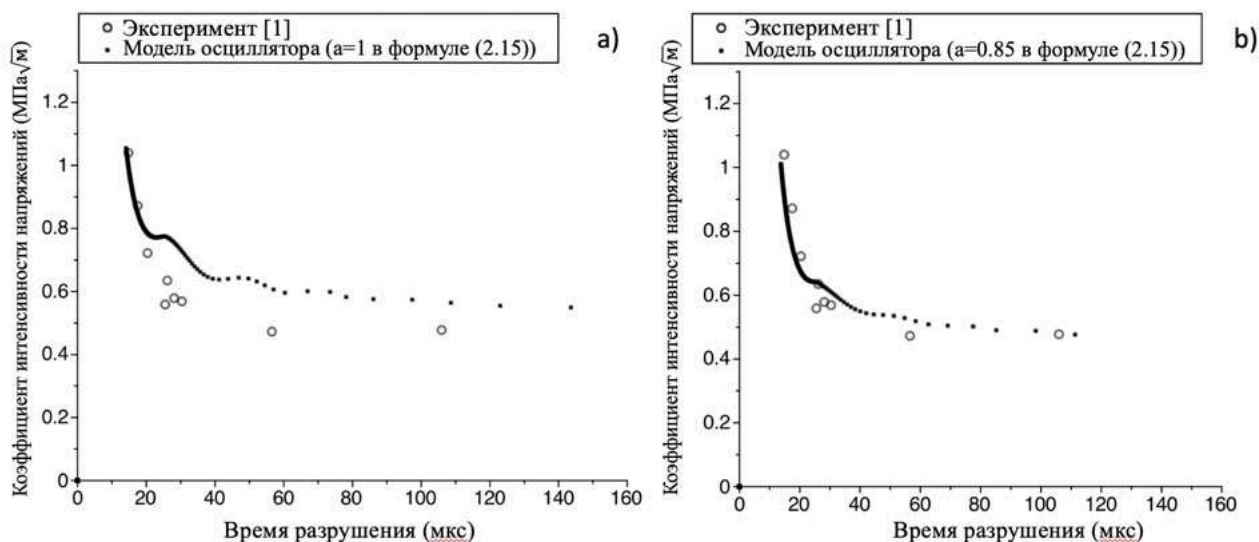 Эксперимент [1]
Модель осциллятора (a=1 в формуле (2.15))
a)
Коэффициент интенсивности напряжений (МПа√м)
1.2
1
0.8
0.6
0.4
0.2
0
20 40 60 80 100 120 140 160
Время разрушения (мкс)
Эксперимент [1]
Модель осциллятора (a=0.85 в формуле (2.15))
b)
Коэффициент интенсивности напряжений (МПа√м)
1.2
1
0.8
0.6
0.4
0.2
0
0 20 40 60 80 100 120 140 160
Время разрушения (мкс)